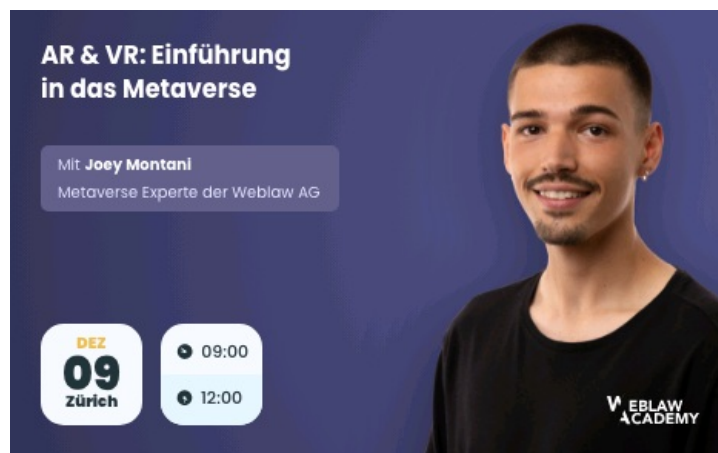 AR & VR: Einführung
in das Metaverse
Mit Joey Montani
Metaverse Experte der Weblaw AG
DEZ
09
Zürich
09:00
12:00
WEBLAW
ACADEMY